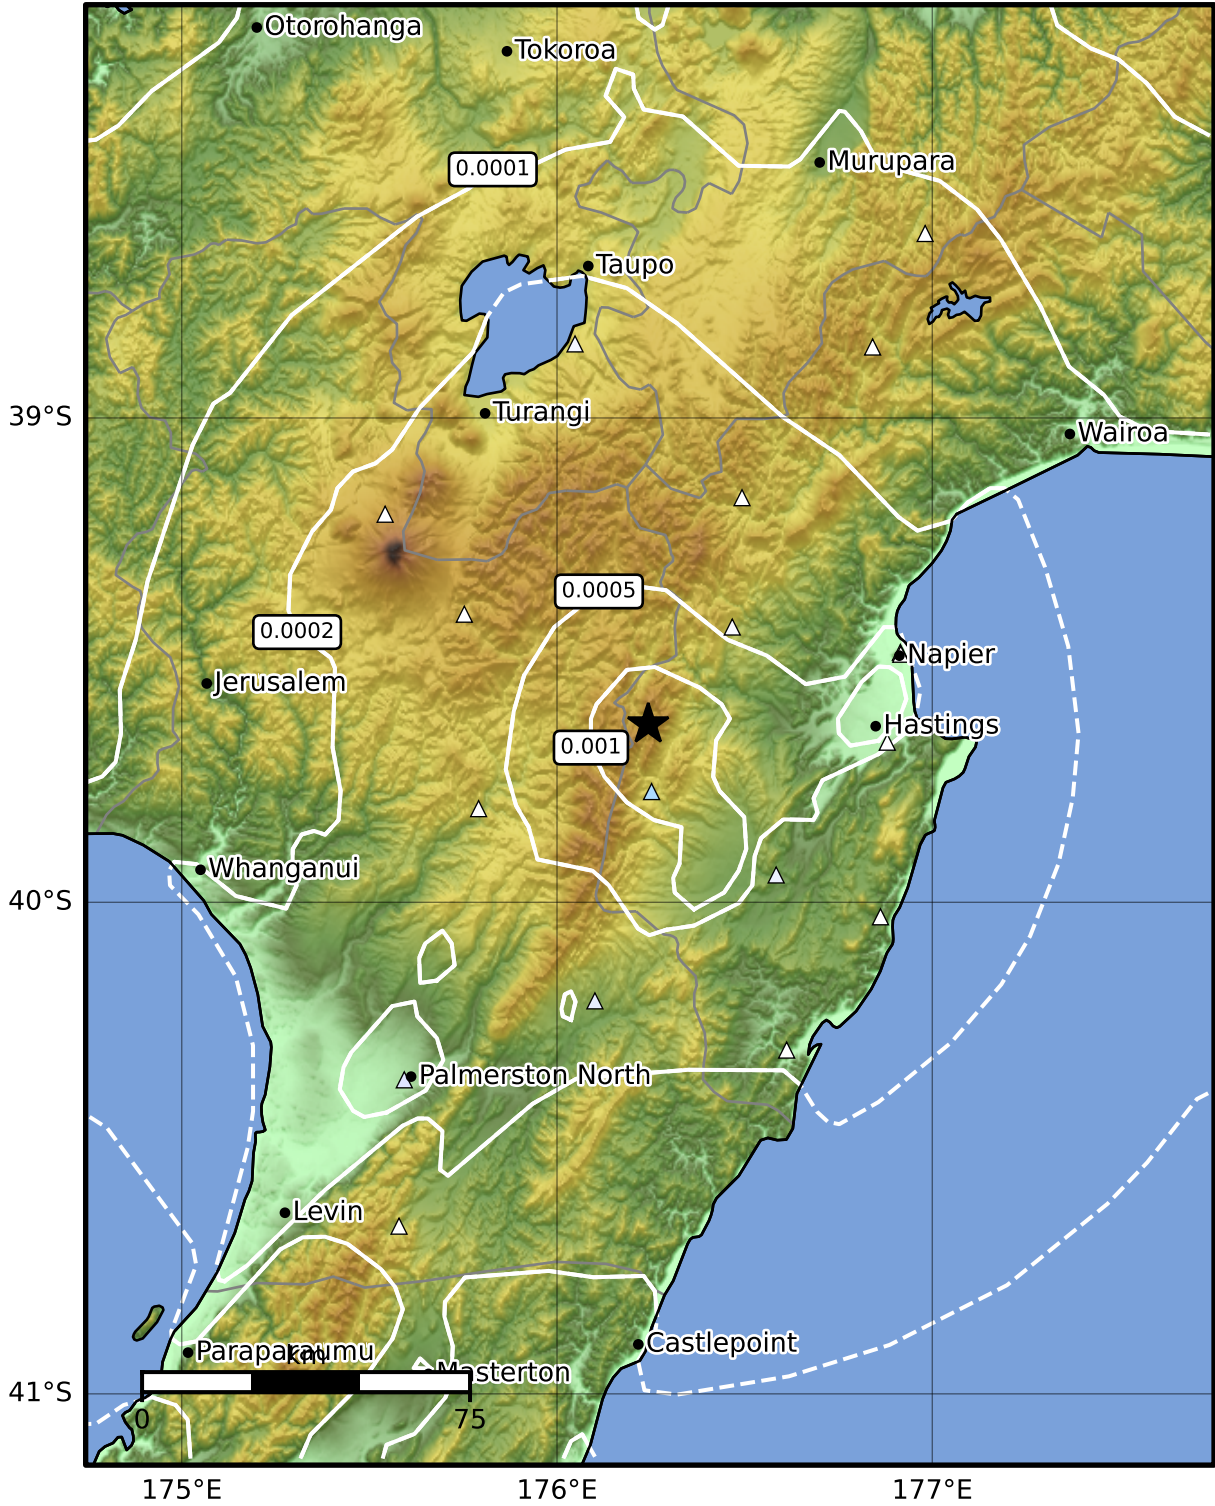 Otorohanga
Tokoroa
0.0001
Murupara
Taupo
Turangi
39°S
Wairoa
0.0005
0.0002
Napier
Jerusalem
Hastings
0.001
Whanganui
40°S
Palmerston North
Levin
Castlepoint
Paraparaumu
km
Masterton
41°S
0
75
175°E
176°E
177°E